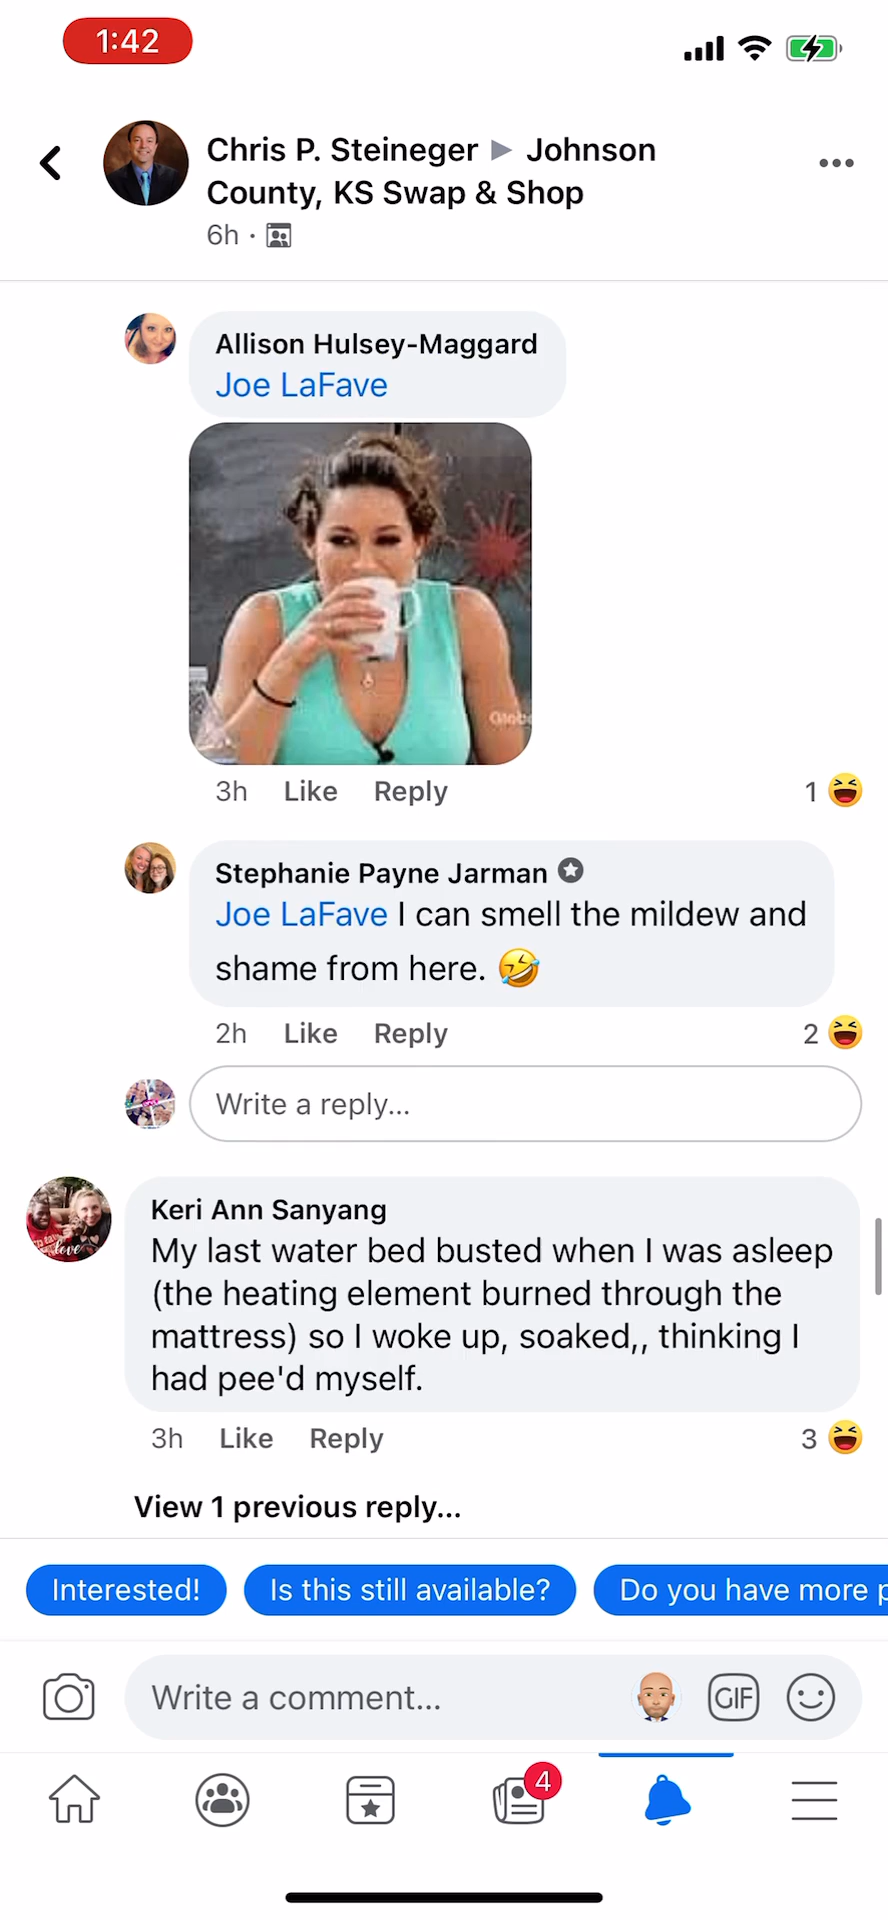 1:42
Chris P. Steineger ▶ Johnson
County, KS Swap & Shop
6h ·
Allison Hulsey-Maggard
Joe LaFave
3h Like Reply 1
Stephanie Payne Jarman
Joe LaFave I can smell the mildew and
shame from here. 🤣
2h Like Reply 2
Write a reply...
Keri Ann Sanyang
My last water bed busted when I was asleep
(the heating element burned through the
mattress) so I woke up, soaked,, thinking I
had pee'd myself.
3h Like Reply 3
View 1 previous reply...
Interested! Is this still available? Do you have more
Write a comment... GIF
4